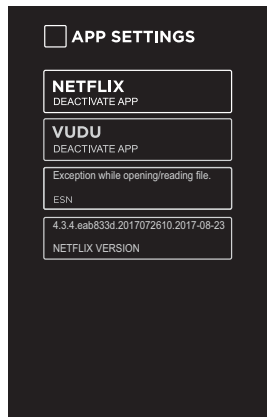 APP SETTINGS
NETFLIX
DEACTIVATE APP
VUDU
DEACTIVATE APP
Exception while opening/reading file.
ESN
4.3.4.eab833d.2017072610.2017-08-23
NETFLIX VERSION